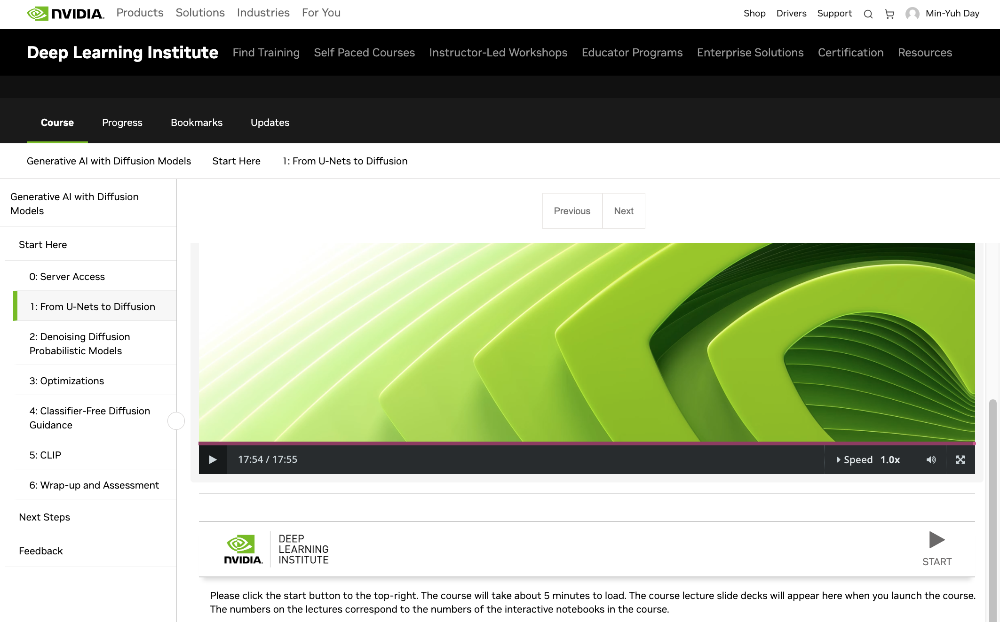 NVIDIA. Products Solutions Industries For You Shop Drivers Support Min-Yuh Day
Deep Learning Institute Find Training Self Paced Courses Instructor-Led Workshops Educator Programs Enterprise Solutions Certification Resources
Course Progress Bookmarks Updates
Generative AI with Diffusion Models Start Here 1: From U-Nets to Diffusion
Generative AI with Diffusion
Models
Start Here
0: Server Access
1: From U-Nets to Diffusion
2: Denoising Diffusion
Probabilistic Models
3: Optimizations
4: Classifier-Free Diffusion
Guidance
5: CLIP
6: Wrap-up and Assessment
Next Steps
Feedback
Previous Next
17:54 / 17:55 Speed 1.0x
NVIDIA.
DEEP
LEARNING
INSTITUTE
START
Please click the start button to the top-right. The course will take about 5 minutes to load. The course lecture slide decks will appear here when you launch the course.
The numbers on the lectures correspond to the numbers of the interactive notebooks in the course.